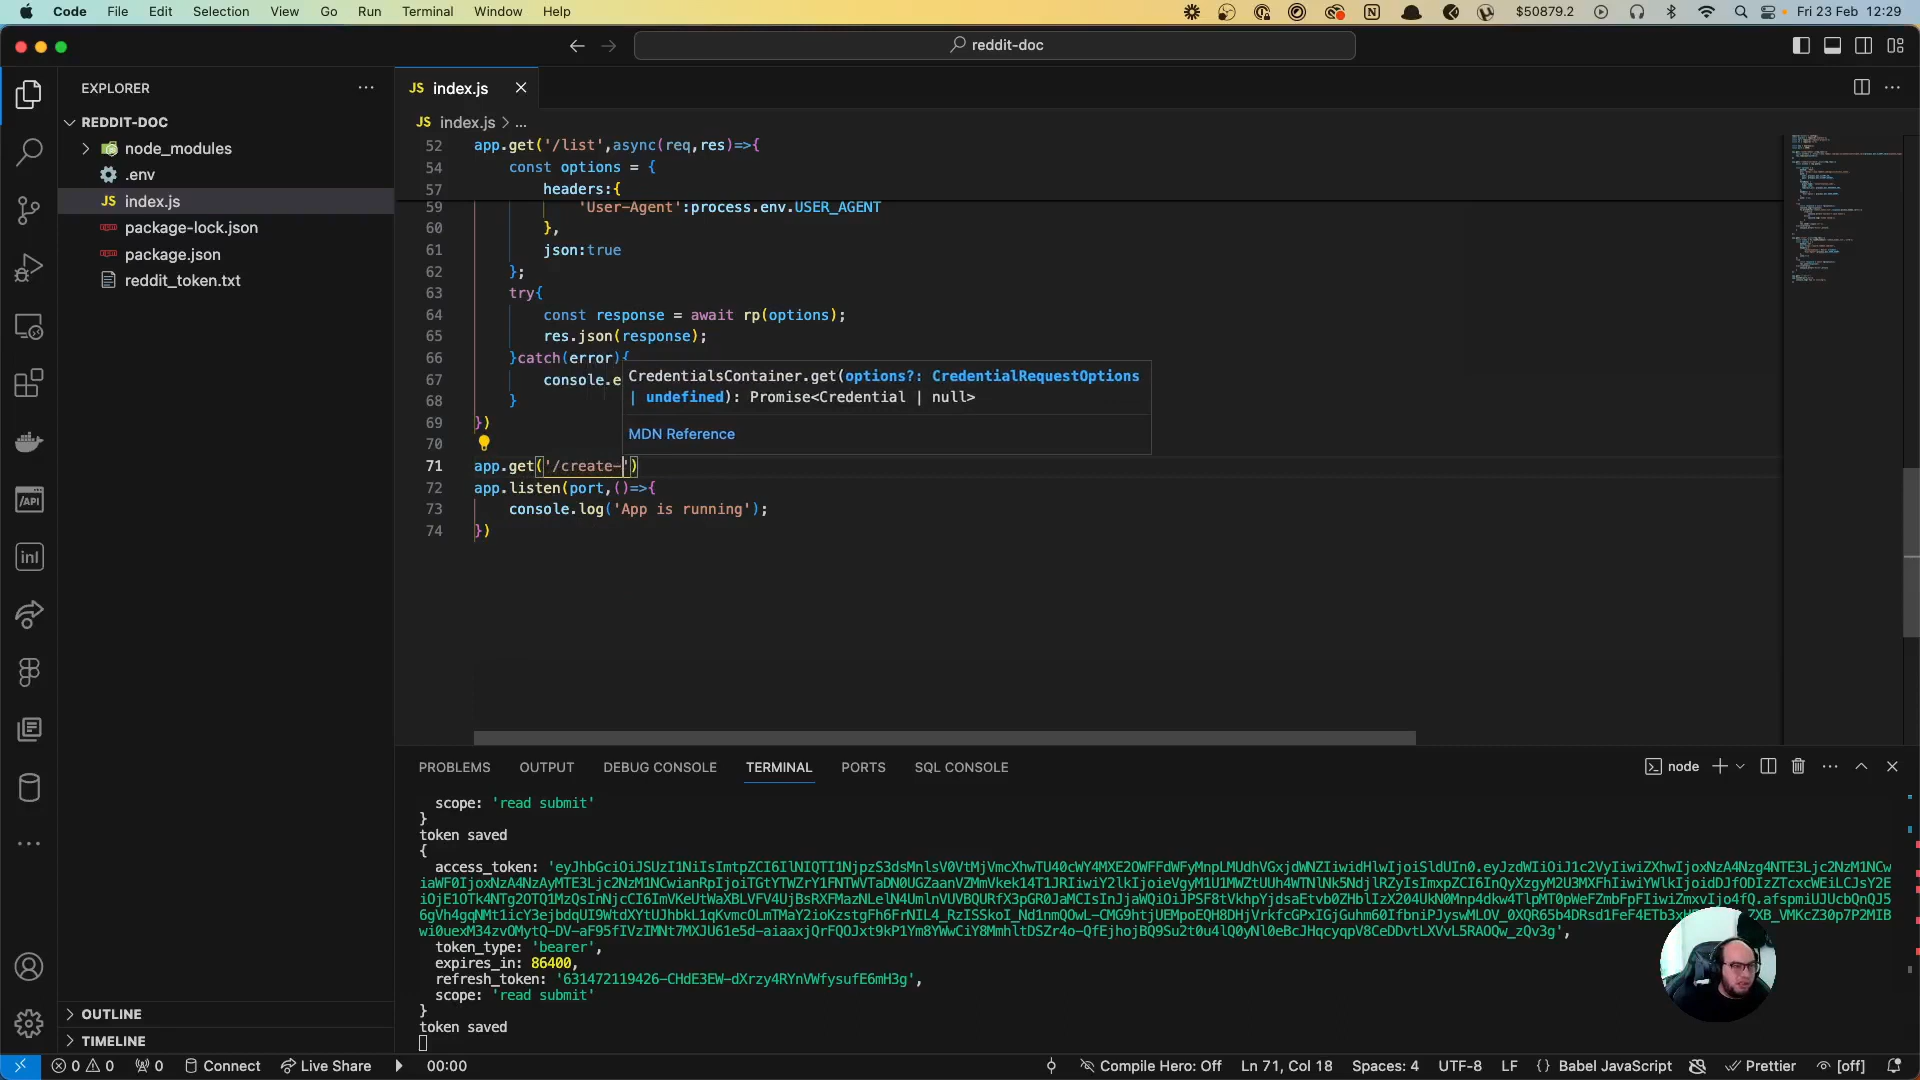 Code File Edit Selection View Go Run Terminal Window Help
$50879.2 Fri 23 Feb 12:29
reddit-doc
EXPLORER
REDDIT-DOC
node_modules
.env
JS index.js
package-lock.json
package.json
reddit_token.txt
OUTLINE
TIMELINE
JS index.js
JS index.js > ...
52 app.get('/list',async(req,res)=>{
54 const options = {
57 headers:{
59 'User-Agent':process.env.USER_AGENT
60 },
61 json:true
62 };
63 try{
64 const response = await rp(options);
65 res.json(response);
66 }catch(error){
67 console.e
68 }
69 })
70
71 app.get('/create-')
72 app.listen(port,()=>{
73 console.log('App is running');
74 })
CredentialsContainer.get(options?: CredentialRequestOptions
| undefined): Promise<Credential | null>
MDN Reference
PROBLEMS OUTPUT DEBUG CONSOLE TERMINAL PORTS SQL CONSOLE
node
scope: 'read submit'
}
token saved
{
access_token:
token_type: 'bearer',
expires_in: 86400,
refresh_token: '631472119426-CHdE3EW-dXrzy4RYnVWfysufE6mH3g',
scope: 'read submit'
}
token saved
0 0 0 Connect Live Share 00:00
Compile Hero: Off Ln 71, Col 18 Spaces: 4 UTF-8 LF {} Babel JavaScript Prettier [off]